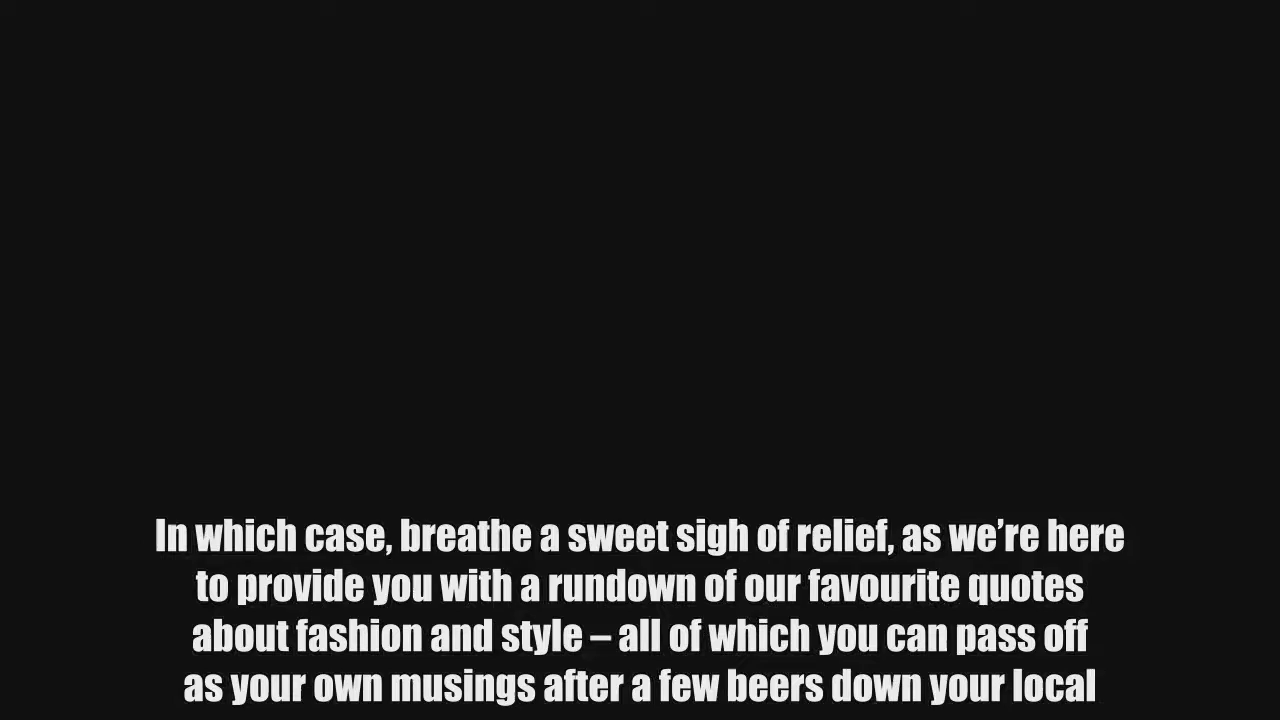 In which case, breathe a sweet sigh of relief, as we’re here
to provide you with a rundown of our favourite quotes
about fashion and style – all of which you can pass off
as your own musings after a few beers down your local